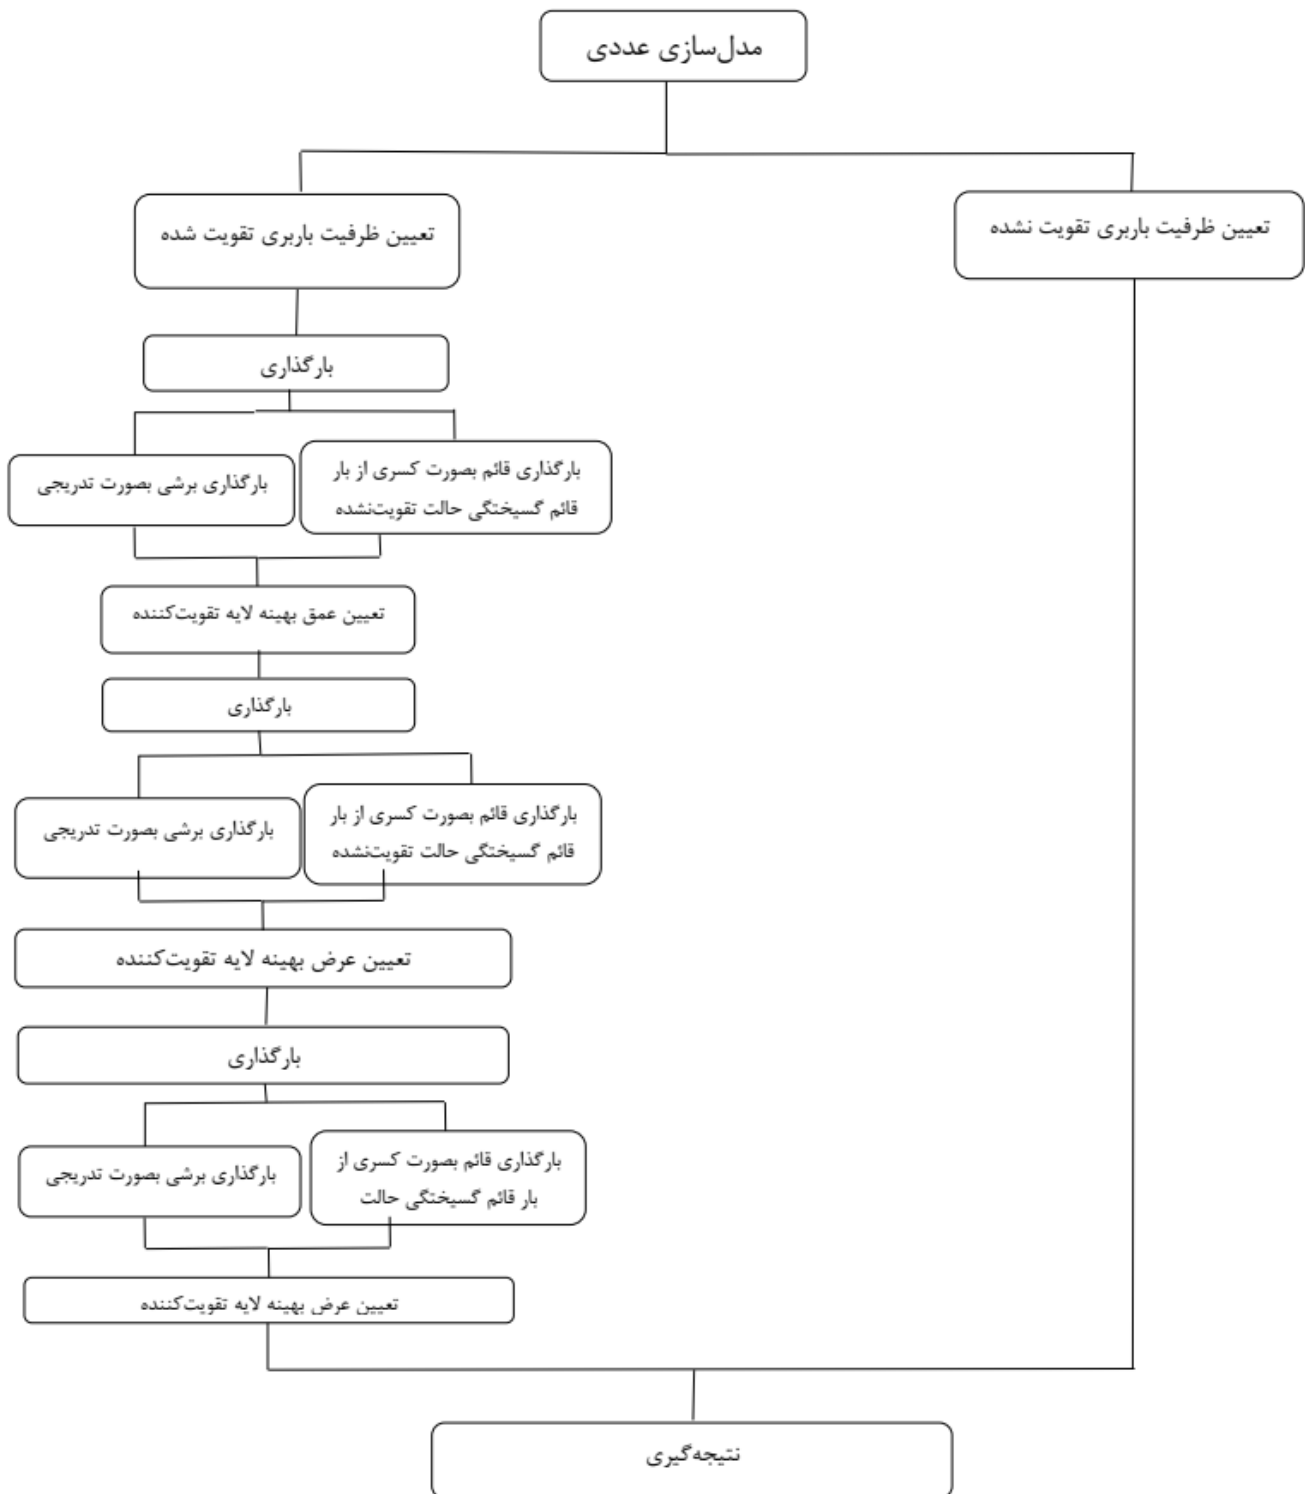 مدل‌سازی عددی
تعیین ظرفیت باربری تقویت نشده
تعیین ظرفیت باربری تقویت شده
بارگذاری
بارگذاری قائم بصورت کسری از بار
قائم گسیختگی حالت تقویت‌نشده
بارگذاری برشی بصورت تدریجی
تعیین عمق بهینه لایه تقویت‌کننده
بارگذاری
بارگذاری قائم بصورت کسری از بار
قائم گسیختگی حالت تقویت‌نشده
بارگذاری برشی بصورت تدریجی
تعیین عرض بهینه لایه تقویت‌کننده
بارگذاری
بارگذاری قائم بصورت کسری از
بار قائم گسیختگی حالت
بارگذاری برشی بصورت تدریجی
تعیین عرض بهینه لایه تقویت‌کننده
نتیجه‌گیری